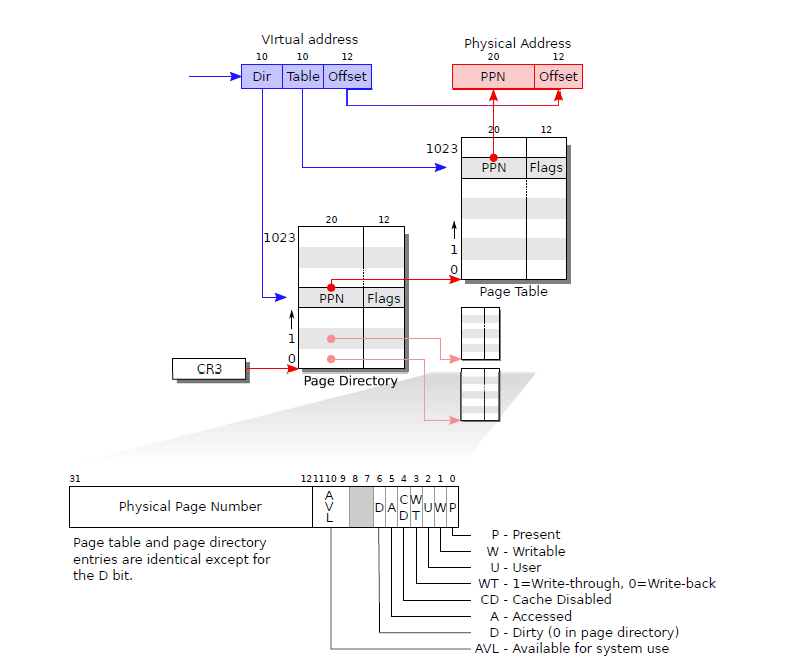 VIrtual address
10 10 12
Dir Table Offset
Physical Address
20 12
PPN Offset
20 12
1023
PPN Flags
1
0
Page Table
20 12
1023
PPN Flags
1
0
Page Directory
CR3
31 12 11 10 9 8 7 6 5 4 3 2 1 0
Physical Page Number AVL D A CD WT U W P
Page table and page directory
entries are identical except for
the D bit.
P - Present
W - Writable
U - User
WT - 1=Write-through, 0=Write-back
CD - Cache Disabled
A - Accessed
D - Dirty (0 in page directory)
AVL - Available for system use